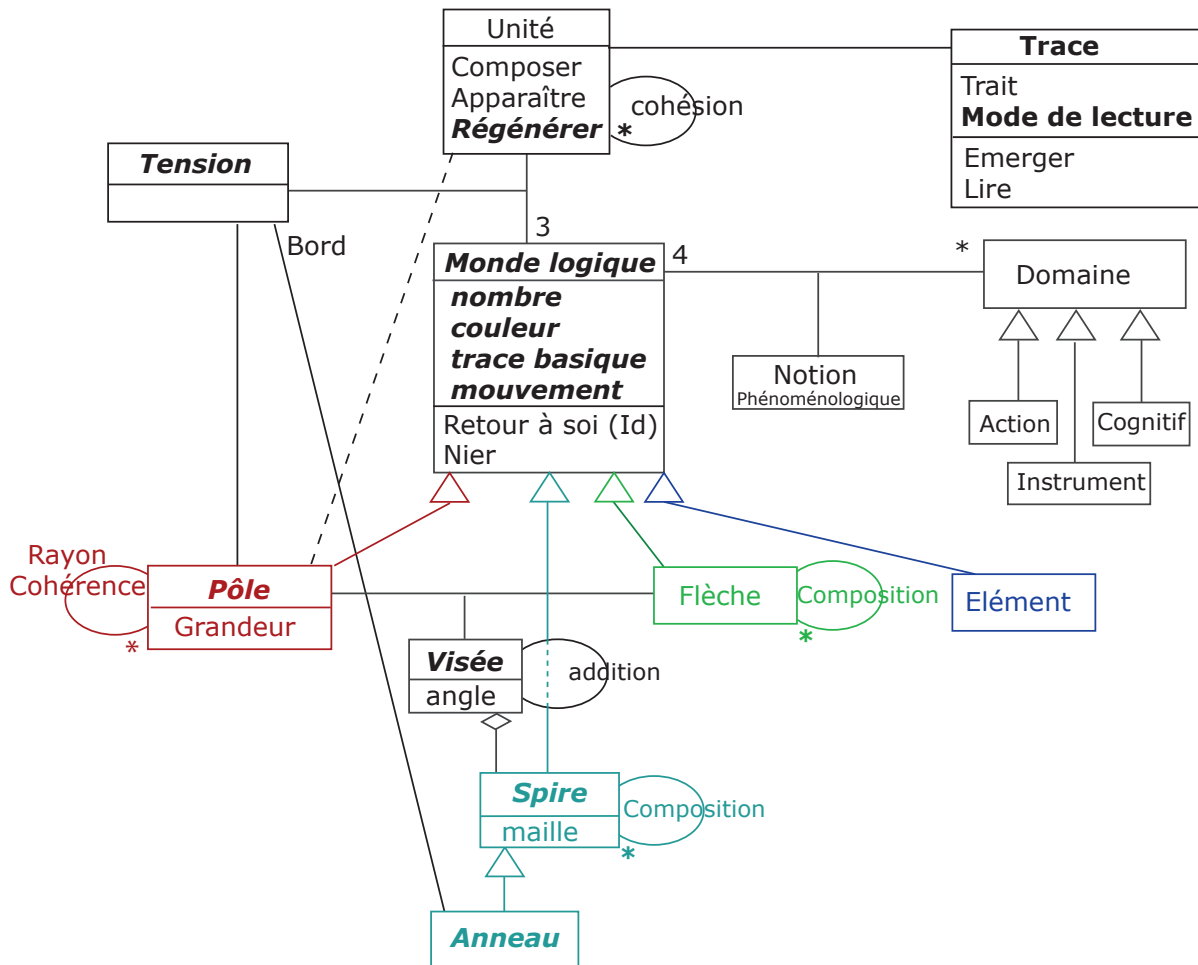 Unité
Composer
Apparaître
Régénérer
*
cohésion
Trace
Trait
Mode de lecture
Emerger
Lire
Tension
Bord
3
Monde logique
4
nombre
couleur
trace basique
mouvement
Retour à soi (Id)
Nier
*
Domaine
Notion
Phénoménologique
Action
Cognitif
Instrument
Rayon
Cohérence
*
Pôle
Grandeur
Flèche
Composition
*
Elément
Visée
angle
addition
Spire
maille
Composition
*
Anneau